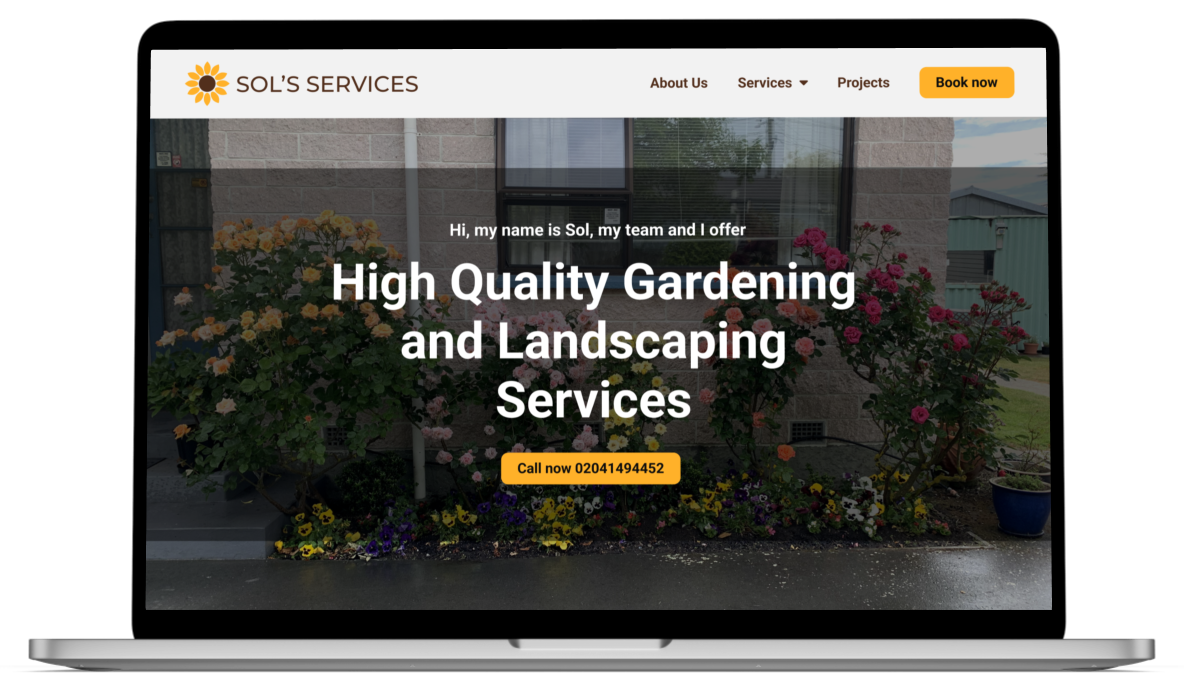 SOL'S SERVICES
About Us Services Projects Book now
Hi, my name is Sol, my team and I offer
High Quality Gardening
and Landscaping
Services
Call now 02041494452